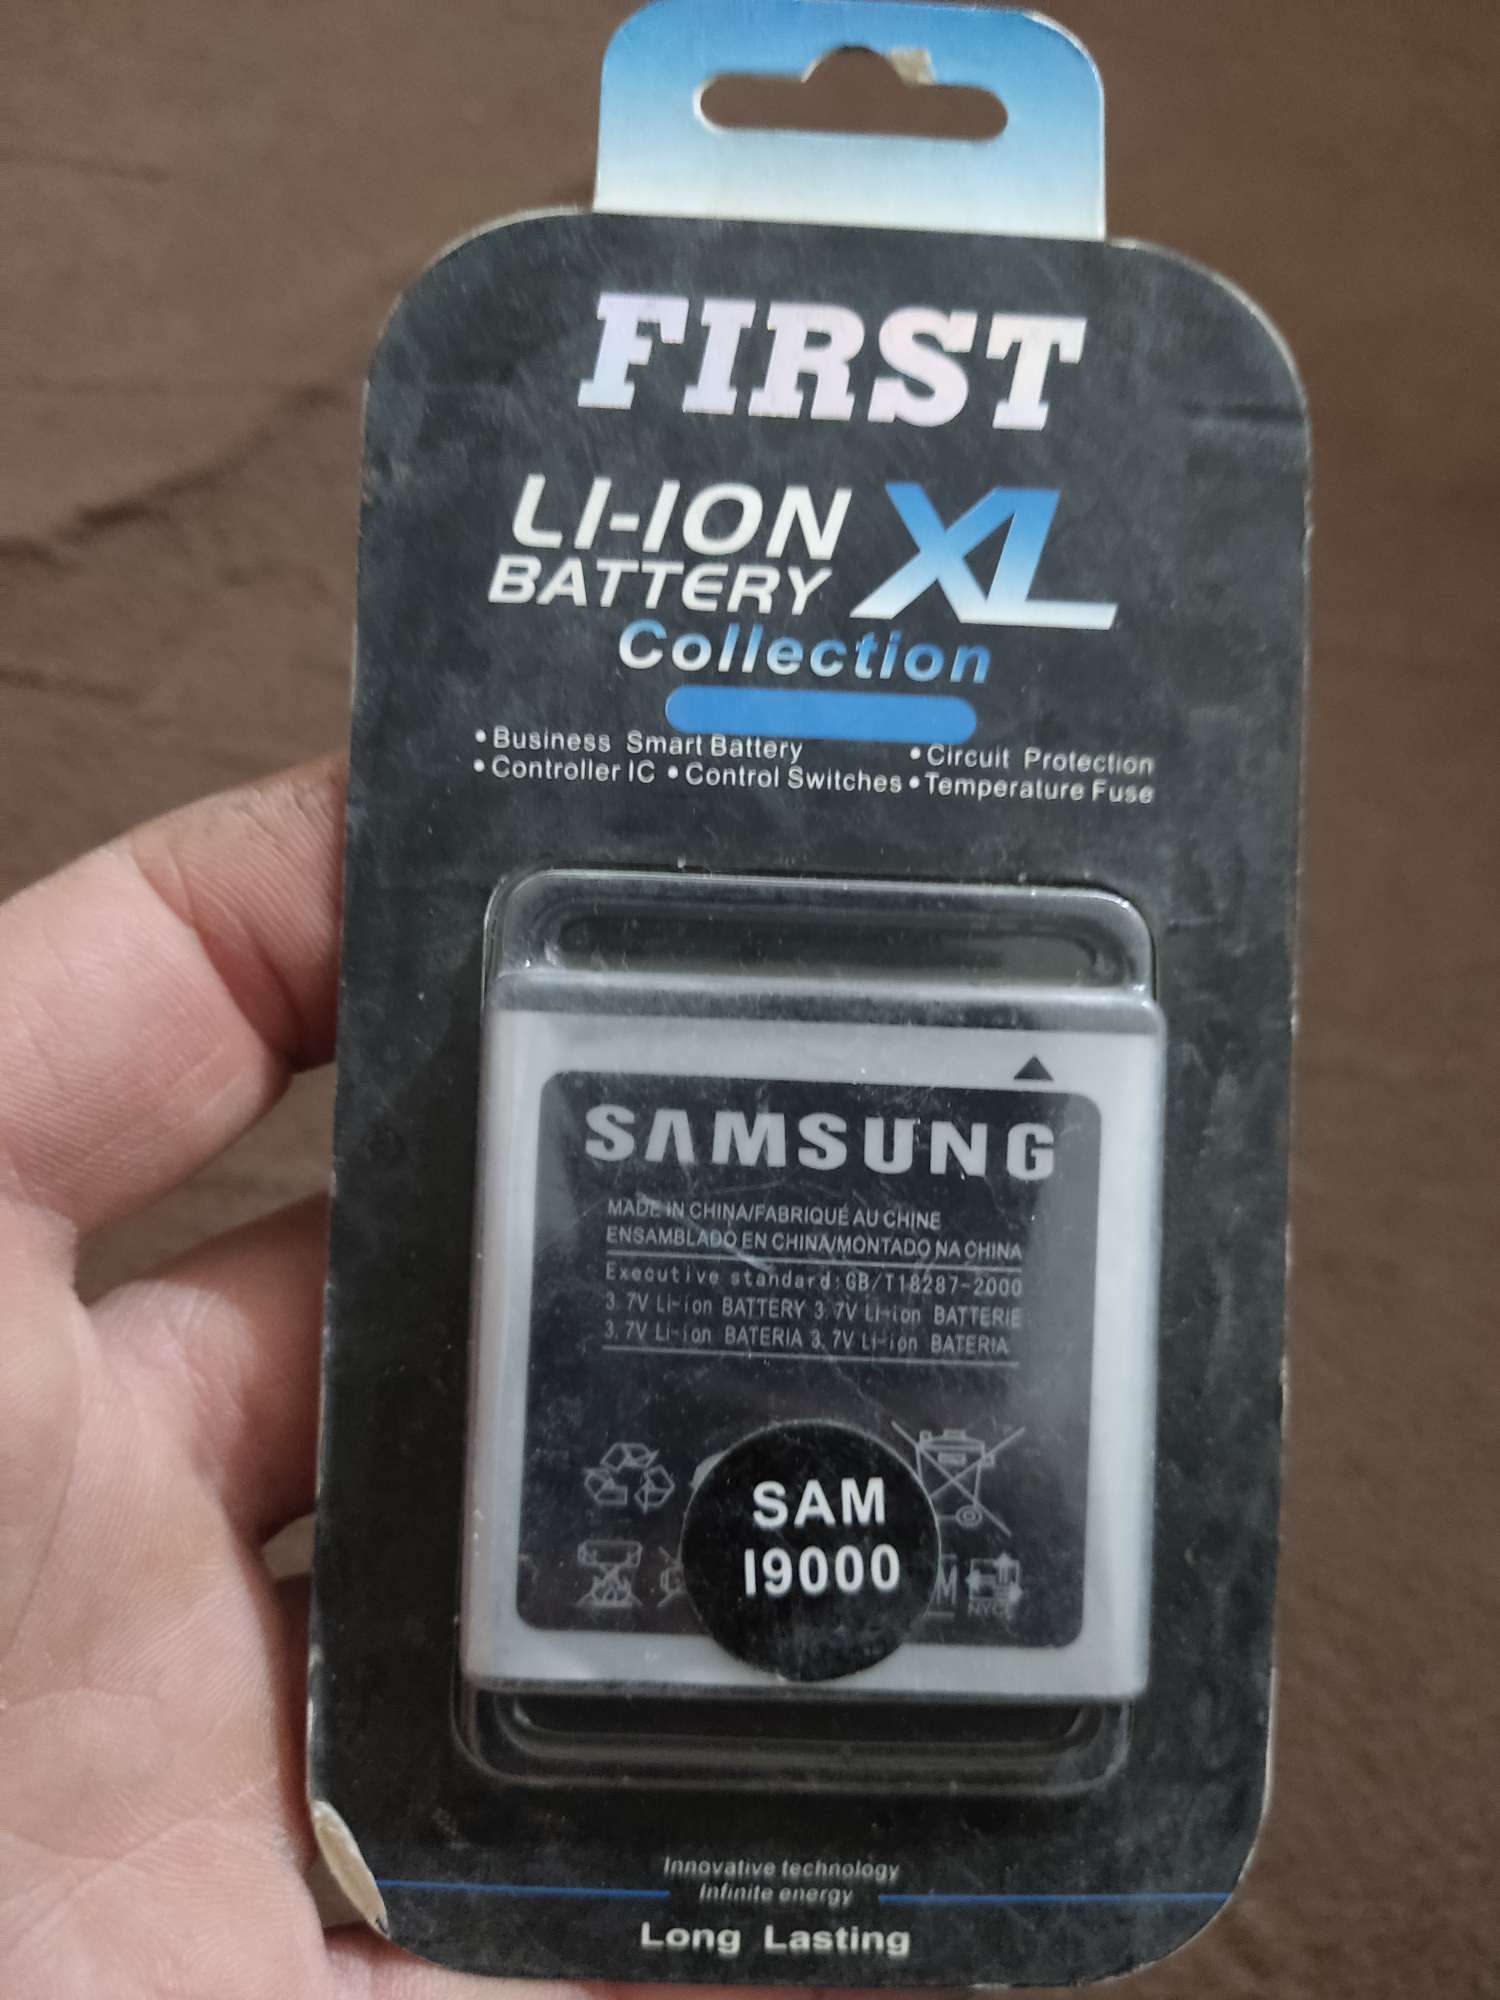 FIRST
LI-ION XL
BATTERY
Collection
• Business Smart Battery • Circuit Protection
• Controller IC • Control Switches • Temperature Fuse
SAMSUNG
MADE IN CHINA/FABRIQUÉ AU CHINE
ENSAMBLADO EN CHINA/MONTADO NA CHINA
Executive standard:GB/T18287-2000
3.7V Li-ion BATTERY 3.7V Li-ion BATTERIE
3.7V Li-ion BATERIA 3.7V Li-ion BATERIA
SAM
I9000
Innovative technology
Infinite energy
Long Lasting